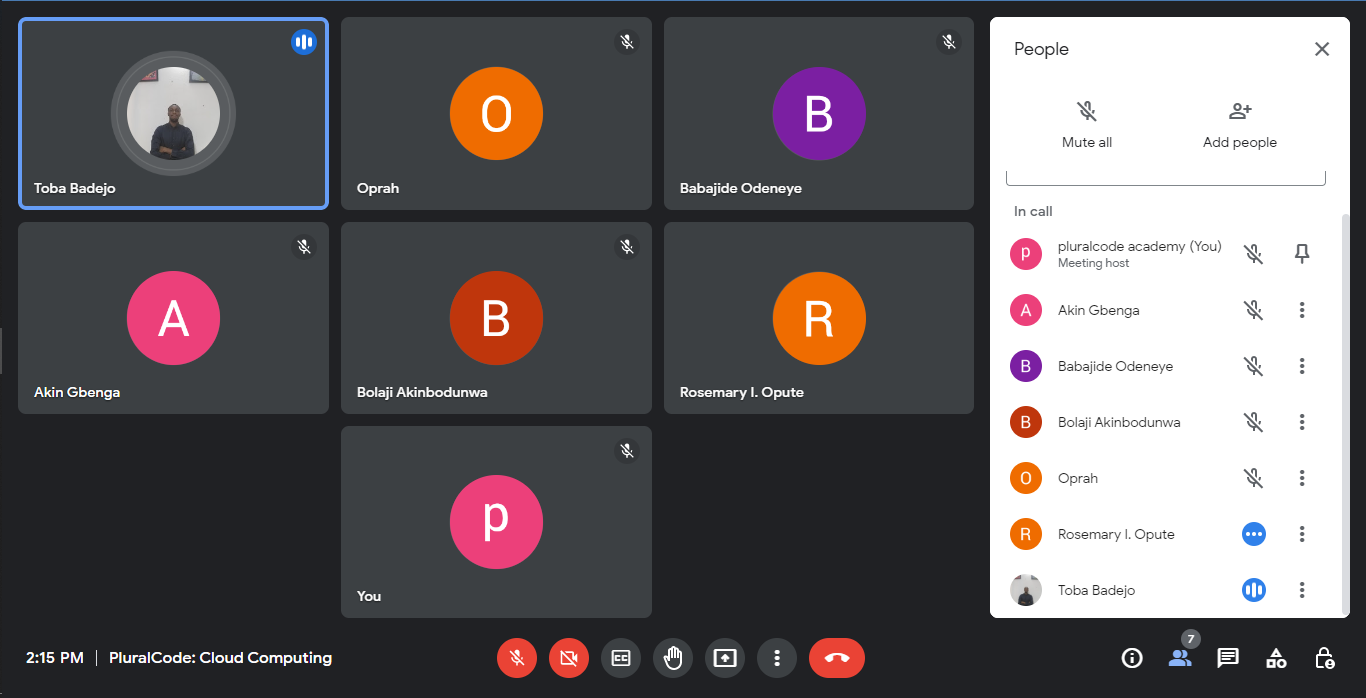 Toba Badejo
O
Oprah
B
Babajide Odeneye
A
Akin Gbenga
B
Bolaji Akinbodunwa
R
Rosemary I. Opute
p
You
People
Mute all
Add people
In call
p
pluralcode academy (You)
Meeting host
A
Akin Gbenga
B
Babajide Odeneye
B
Bolaji Akinbodunwa
O
Oprah
R
Rosemary I. Opute
Toba Badejo
2:15 PM | PluralCode: Cloud Computing
CC
7